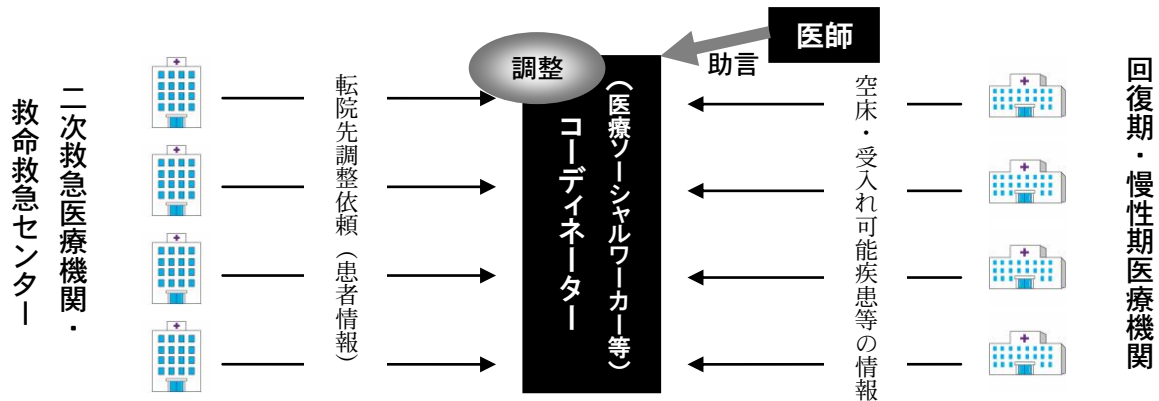 医師
調整
助言
二次救急医療機関・
救命救急センター
転院先調整依頼（患者情報）
（医療ソーシャルワーカー等）
コーディネーター
空床・受入れ可能疾患等の情報
回復期・慢性期医療機関